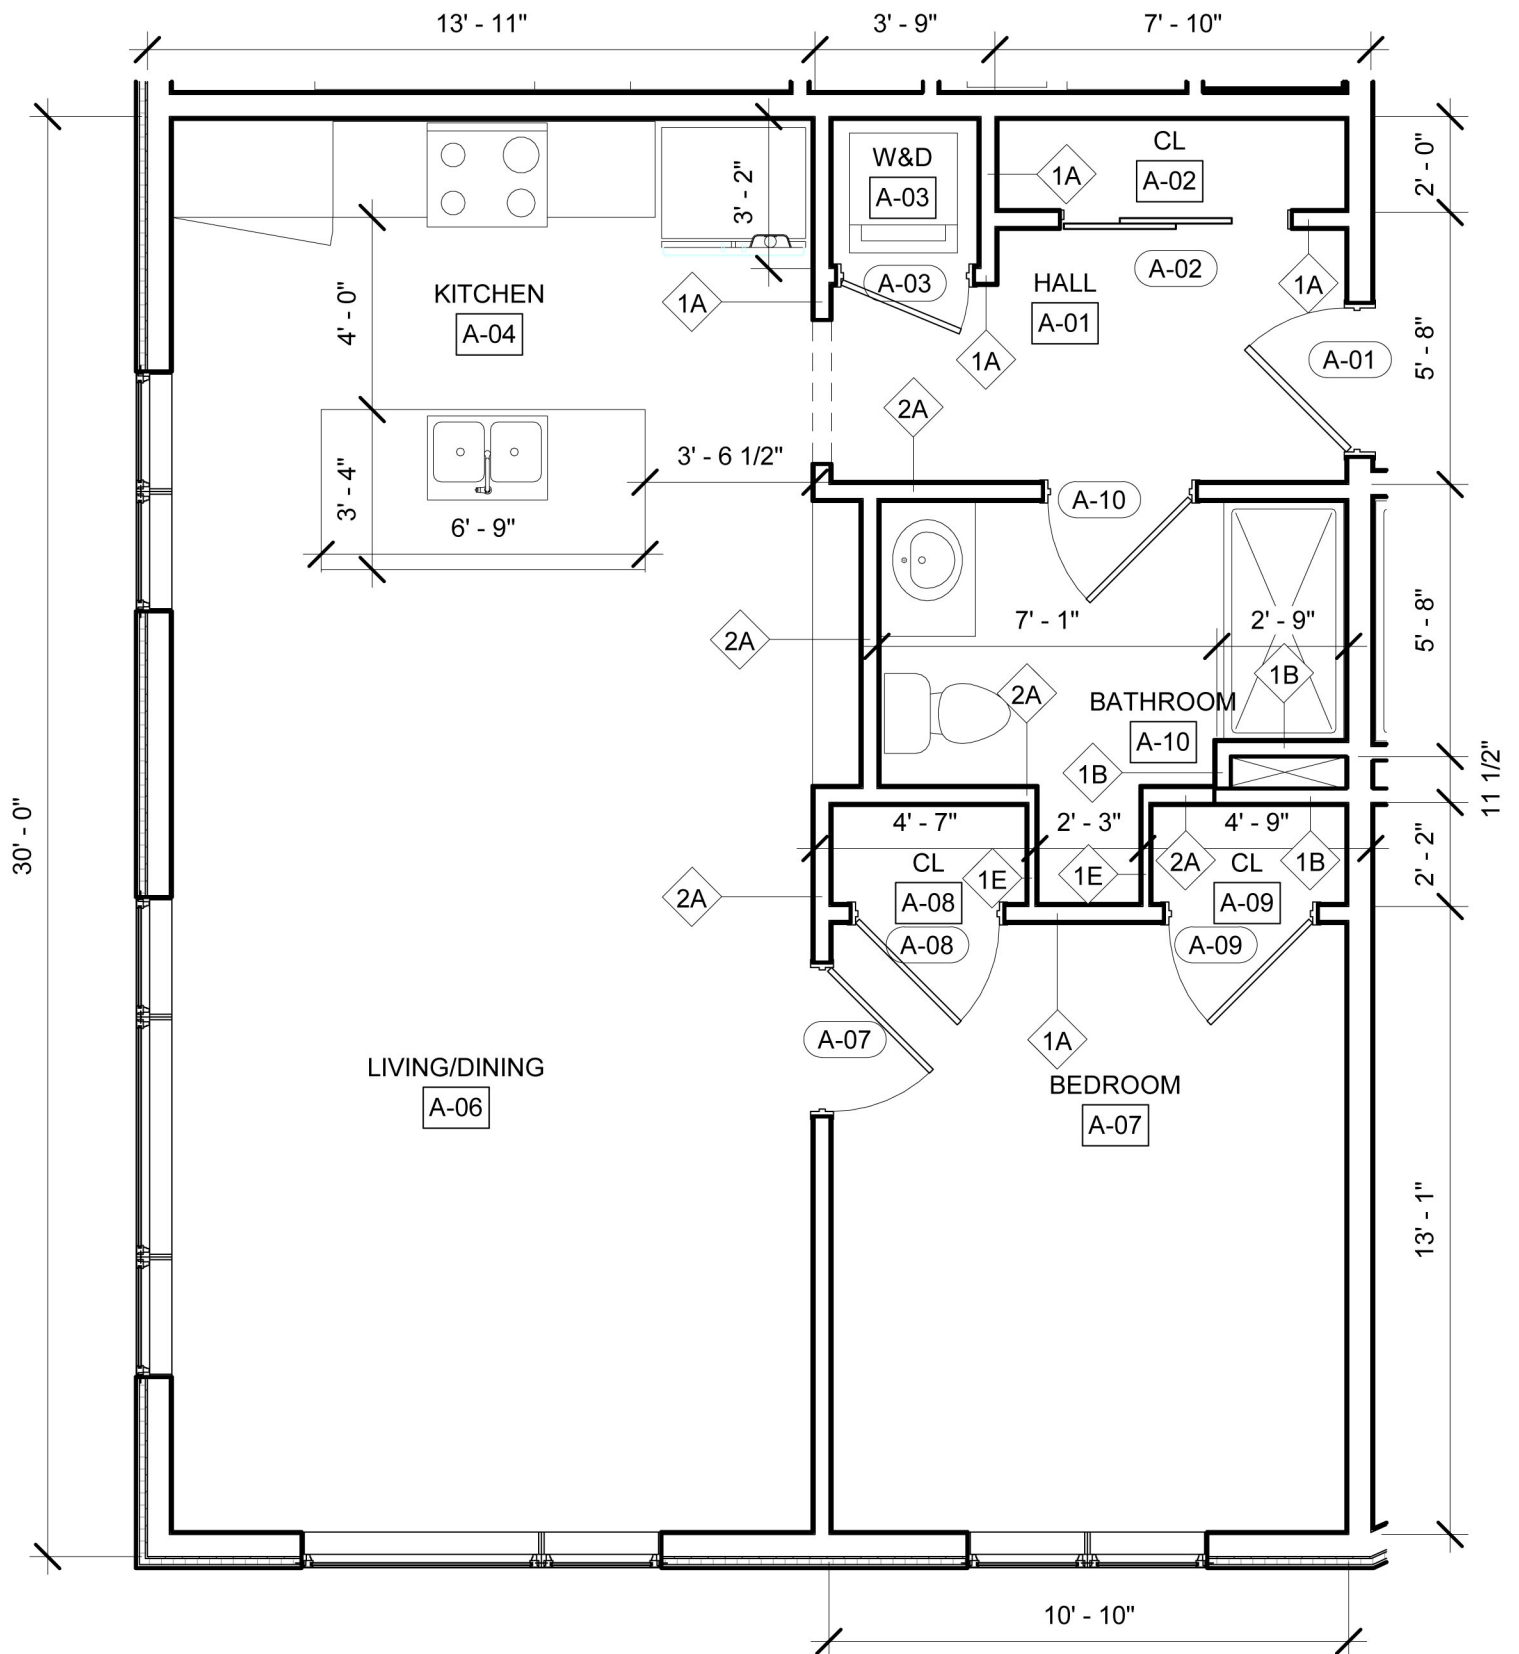 13' - 11"
3' - 9"
7' - 10"
CL
A-02
W&D
A-03
1A
2' - 0"
3' - 2"
A-02
A-03
1A
HALL
A-01
KITCHEN
A-04
1A
4' - 0"
1A
A-01
5' - 8"
2A
3' - 6 1/2"
3' - 4"
6' - 9"
A-10
7' - 1"
2' - 9"
5' - 8"
2A
1B
2A
BATHROOM
A-10
1B
11 1/2"
30' - 0"
4' - 7"
2' - 3"
4' - 9"
CL
A-08
1E
1E
2A
CL
A-09
1B
2' - 2"
2A
A-08
A-09
A-07
1A
LIVING/DINING
A-06
BEDROOM
A-07
13' - 1"
10' - 10"